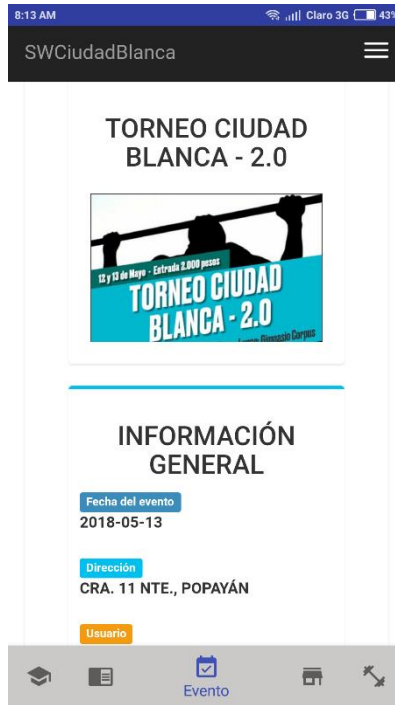 8:13 AM Claro 3G 43%
SWCiudadBlanca
TORNEO CIUDAD
BLANCA - 2.0
12 y 13 de Mayo - Entrada 2.000 pesos
TORNEO CIUDAD
BLANCA - 2.0
Gimnasio Corpus
INFORMACIÓN
GENERAL
Fecha del evento
2018-05-13
Dirección
CRA. 11 NTE., POPAYÁN
Usuario
Evento